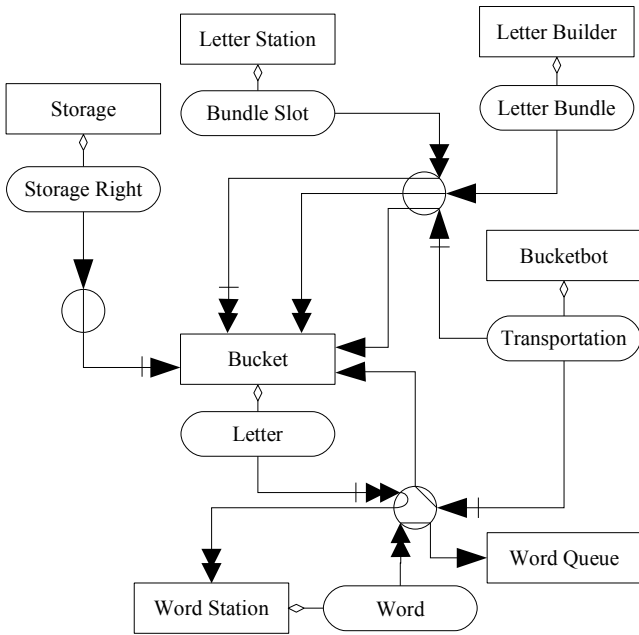 Letter Station
Letter Builder
Storage
Bundle Slot
Letter Bundle
Storage Right
Bucketbot
Transportation
Bucket
Letter
Word Queue
Word Station
Word